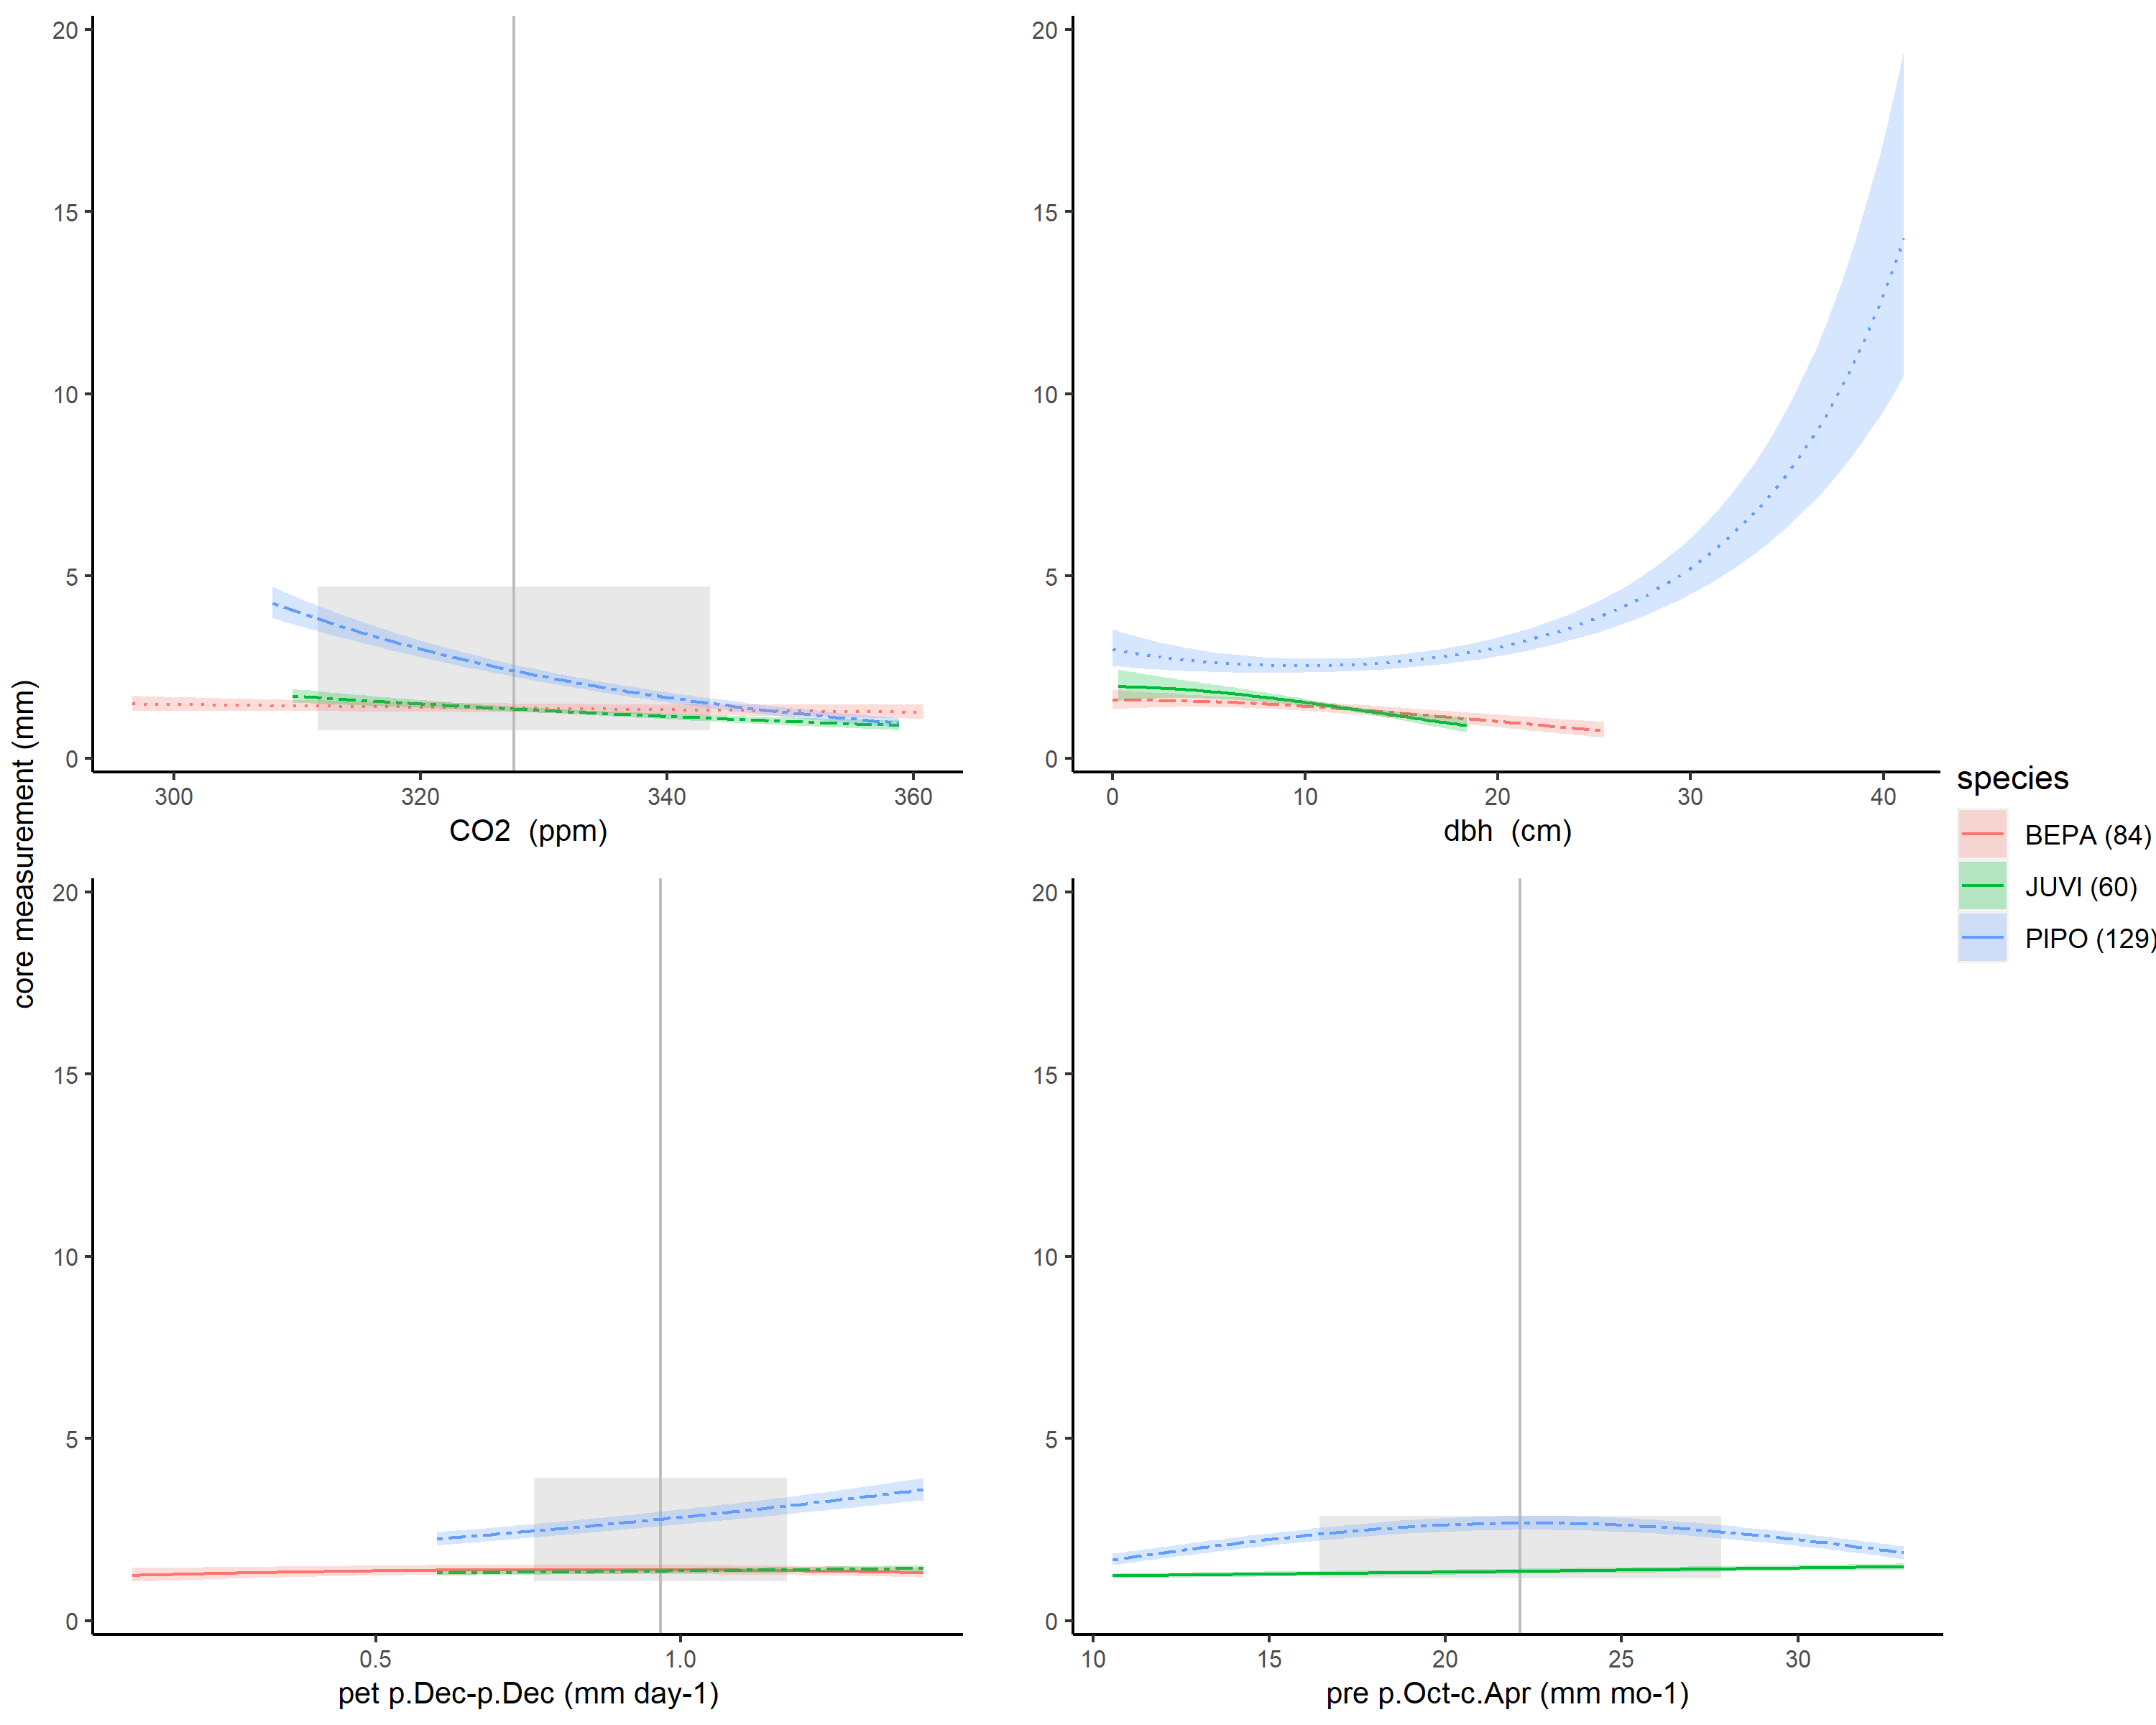 core measurement (mm)
20
15
10
5
0
300 320 340 360
CO2 (ppm)
20
15
10
5
0
0 10 20 30 40
dbh (cm)
20
15
10
5
0
0.5 1.0
pet p.Dec-p.Dec (mm day-1)
20
15
10
5
0
10 15 20 25 30
pre p.Oct-c.Apr (mm mo-1)
species
BEPA (84)
JUVI (60)
PIPO (129)